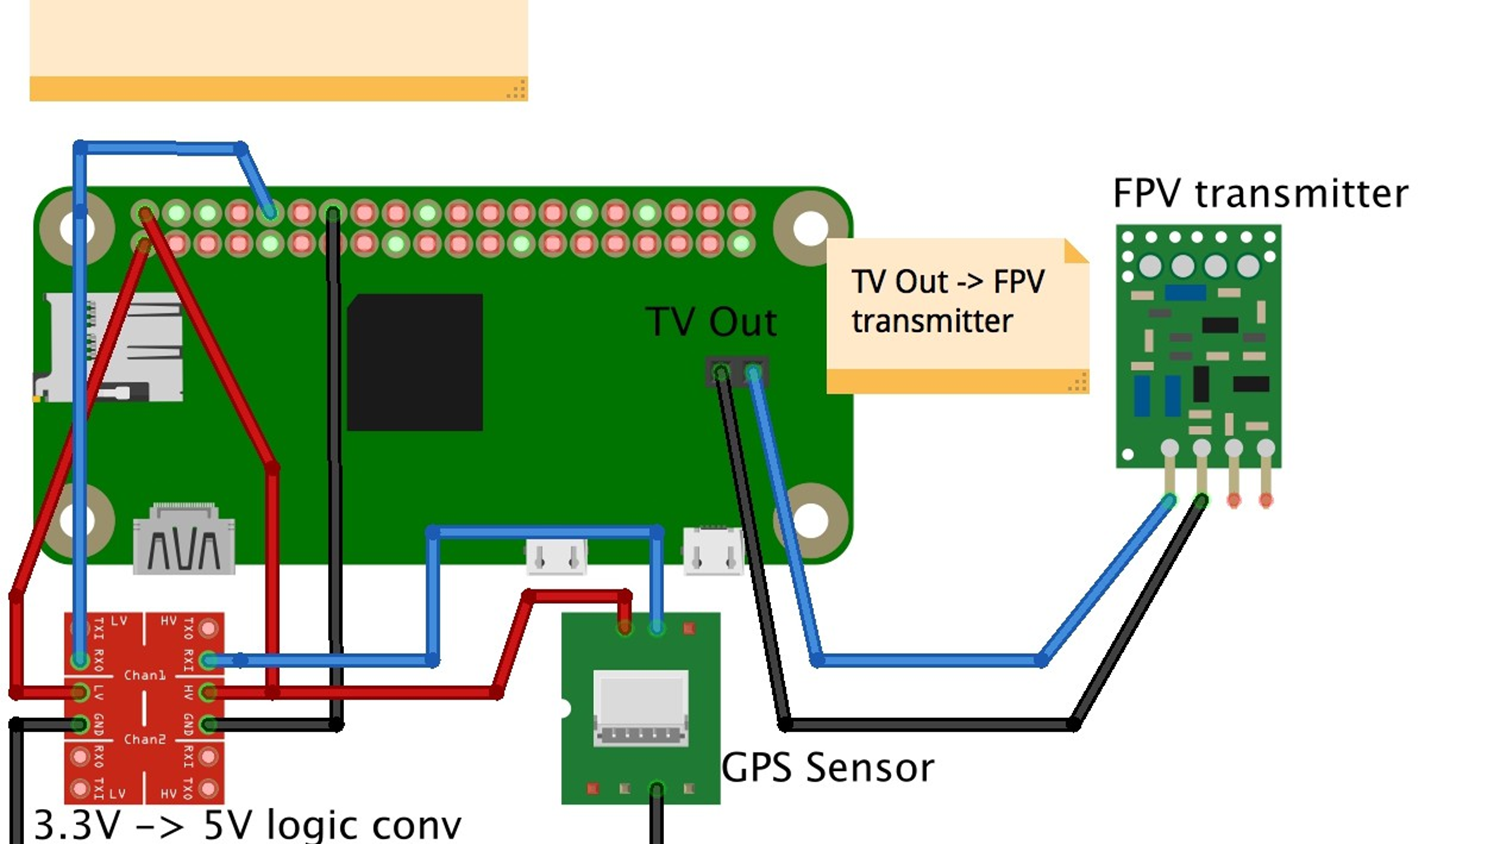 FPV transmitter
TV Out -> FPV
transmitter
TV Out
TXI LV HV TXO
RXO RXI
Chan1
LV HV
GND GND
Chan2
RXO RXI
TXI LV HV TXO
GPS Sensor
3.3V -> 5V logic conv